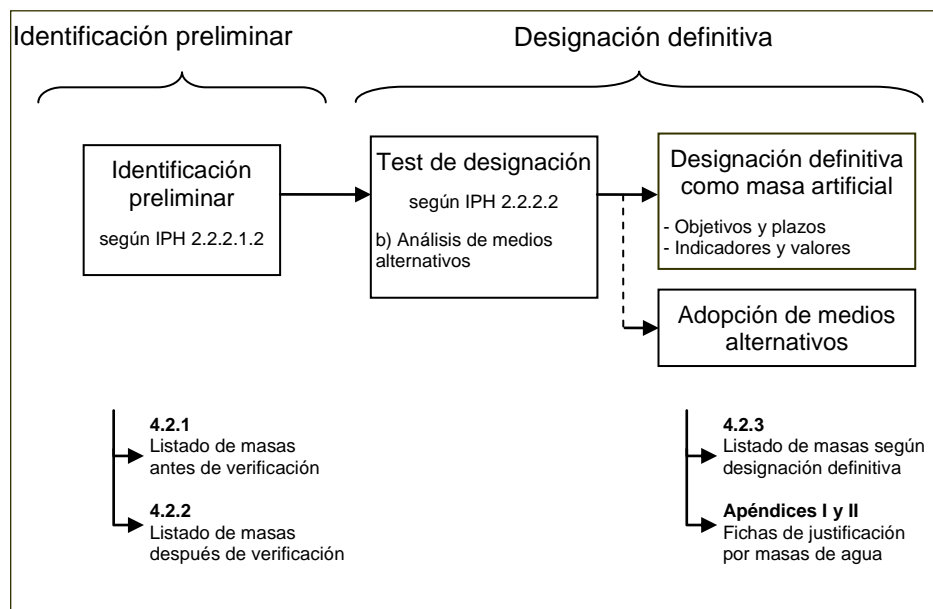 Identificación preliminar
Designación definitiva
Identificación
preliminar
según IPH 2.2.2.1.2
Test de designación
según IPH 2.2.2.2
b) Análisis de medios
alternativos
Designación definitiva
como masa artificial
- Objetivos y plazos
- Indicadores y valores
Adopción de medios
alternativos
4.2.1
Listado de masas
antes de verificación
4.2.2
Listado de masas
después de verificación
4.2.3
Listado de masas según
designación definitiva
Apéndices I y II
Fichas de justificación
por masas de agua